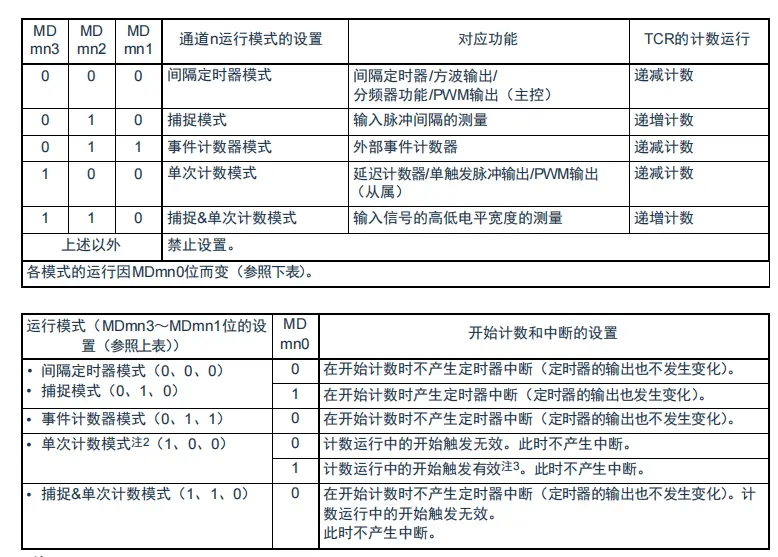 MD mn3 MD mn2 MD mn1 通道n运行模式的设置 对应功能 TCR的计数运行
0 0 0 间隔定时器模式 间隔定时器/方波输出/ 递减计数
分频器功能/PWM输出（主控）
0 1 0 捕捉模式 输入脉冲间隔的测量 递增计数
0 1 1 事件计数器模式 外部事件计数器 递减计数
1 0 0 单次计数模式 延迟计数器/单触发脉冲输出/PWM输出 递减计数
（从属）
1 1 0 捕捉&单次计数模式 输入信号的高低电平宽度的测量 递增计数
上述以外 禁止设置。
各模式的运行因MDmn0位而变（参照下表）。
运行模式（MDmn3～MDmn1位的设
置（参照上表））
MD
mn0
开始计数和中断的设置
• 间隔定时器模式（0、0、0）
• 捕捉模式（0、1、0）
0 在开始计数时不产生定时器中断（定时器的输出也不发生变化）。
1 在开始计数时产生定时器中断（定时器的输出也发生变化）。
• 事件计数器模式（0、1、1） 0 在开始计数时不产生定时器中断（定时器的输出也不发生变化）。
• 单次计数模式注2（1、0、0） 0 计数运行中的开始触发无效。此时不产生中断。
1 计数运行中的开始触发有效注3。此时不产生中断。
• 捕捉&单次计数模式（1、1、0） 0 在开始计数时不产生定时器中断（定时器的输出也不发生变化）。计
数运行中的开始触发无效。
此时不产生中断。